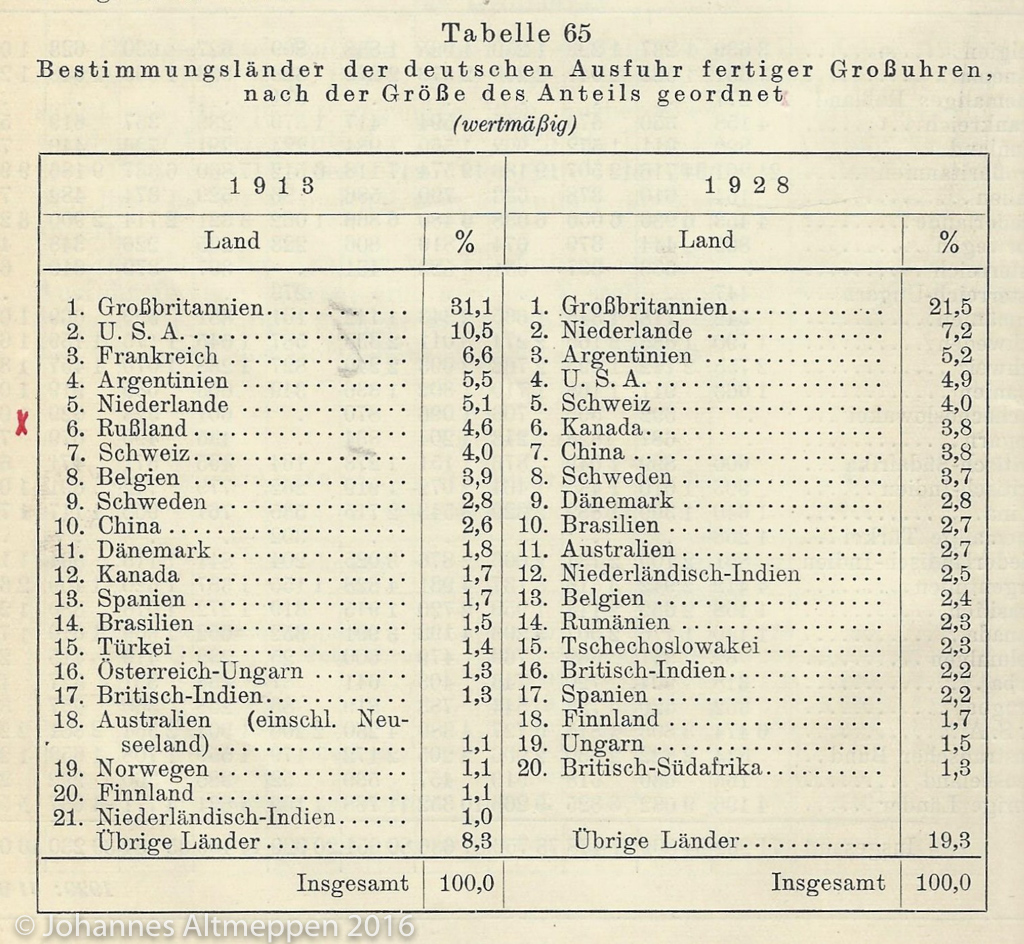 Tabelle 65
Bestimmungsländer der deutschen Ausfuhr fertiger Großuhren,
nach der Größe des Anteils geordnet
(wertmäßig)
1913
Land %
1. Großbritannien 31,1
2. U. S. A. 10,5
3. Frankreich 6,6
4. Argentinien 5,5
5. Niederlande 5,1
6. Rußland 4,6
7. Schweiz 4,0
8. Belgien 3,9
9. Schweden 2,8
10. China 2,6
11. Dänemark 1,8
12. Kanada 1,7
13. Spanien 1,7
14. Brasilien 1,5
15. Türkei 1,4
16. Österreich-Ungarn 1,3
17. Britisch-Indien 1,3
18. Australien (einschl. Neu-
seeland) 1,1
19. Norwegen 1,1
20. Finnland 1,1
21. Niederländisch-Indien 1,0
Übrige Länder 8,3
Insgesamt 100,0
1928
Land %
1. Großbritannien 21,5
2. Niederlande 7,2
3. Argentinien 5,2
4. U. S. A. 4,9
5. Schweiz 4,0
6. Kanada 3,8
7. China 3,8
8. Schweden 3,7
9. Dänemark 2,8
10. Brasilien 2,7
11. Australien 2,7
12. Niederländisch-Indien 2,5
13. Belgien 2,4
14. Rumänien 2,3
15. Tschechoslowakei 2,3
16. Britisch-Indien 2,2
17. Spanien 2,2
18. Finnland 1,7
19. Ungarn 1,5
20. Britisch-Südafrika 1,3
Übrige Länder 19,3
Insgesamt 100,0
© Johannes Altmeppen 2016